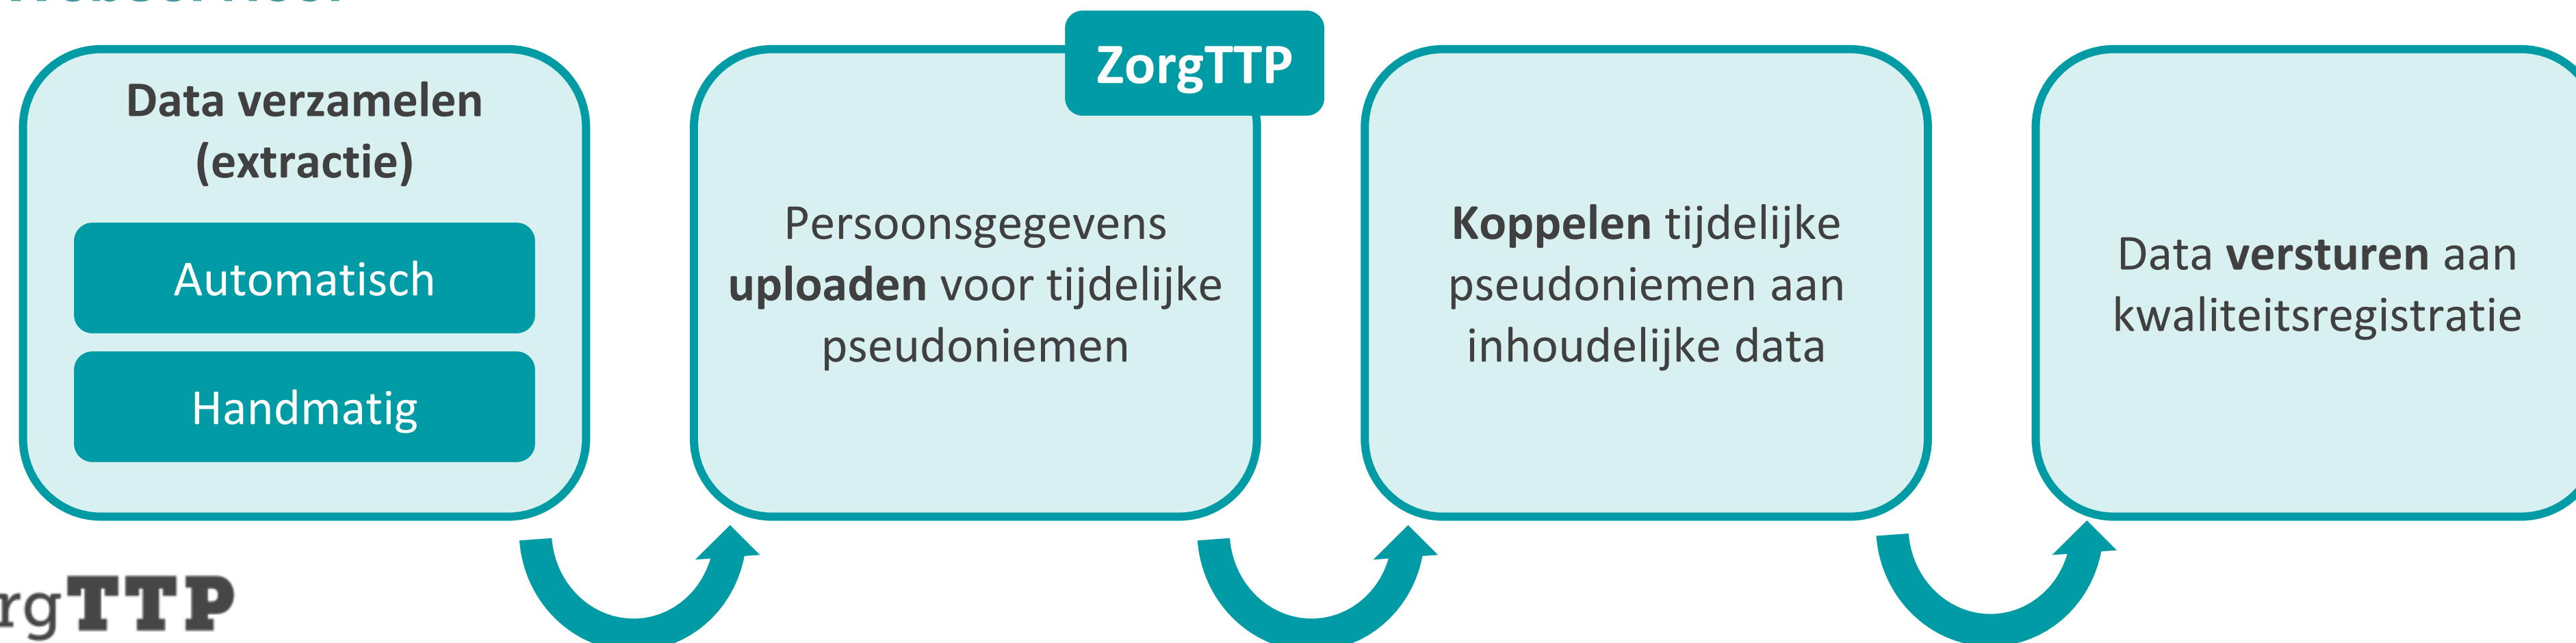 ZorgTTP
Data verzamelen
(extractie)
Automatisch
Handmatig
Persoonsgegevens
uploaden voor tijdelijke
pseudoniemen
Koppelen tijdelijke
pseudoniemen aan
inhoudelijke data
Data versturen aan
kwaliteitsregistratie
rgTTP